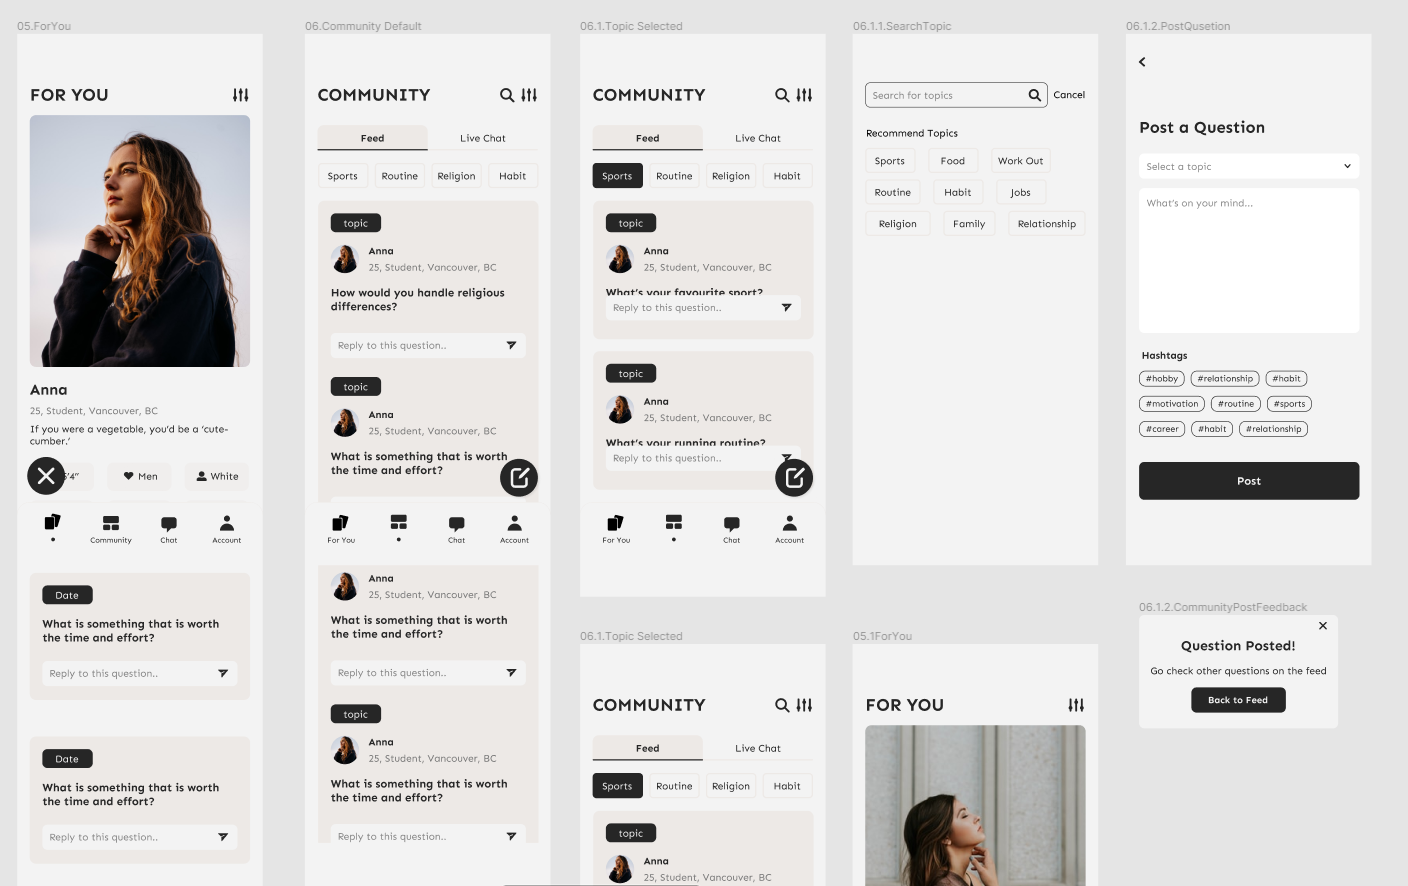 05.ForYou
FOR YOU
Anna
25, Student, Vancouver, BC
If you were a vegetable, you'd be a 'cute-
cumber.'
'4"
Men
White
Community
Chat
Account
Date
What is something that is worth
the time and effort?
Reply to this question..
Date
What is something that is worth
the time and effort?
Reply to this question..
06.Community Default
COMMUNITY
Feed
Live Chat
Sports
Routine
Religion
Habit
topic
Anna
25, Student, Vancouver, BC
How would you handle religious
differences?
Reply to this question..
topic
Anna
25, Student, Vancouver, BC
What is something that is worth
the time and effort?
For You
Chat
Account
Anna
25, Student, Vancouver, BC
What is something that is worth
the time and effort?
Reply to this question..
topic
Anna
25, Student, Vancouver, BC
What is something that is worth
the time and effort?
Reply to this question..
06.1.Topic Selected
COMMUNITY
Feed
Live Chat
Sports
Routine
Religion
Habit
topic
Anna
25, Student, Vancouver, BC
What's your favourite sport?
Reply to this question..
topic
Anna
25, Student, Vancouver, BC
What's your running routine?
Reply to this question..
For You
Chat
Account
06.1.Topic Selected
COMMUNITY
Feed
Live Chat
Sports
Routine
Religion
Habit
topic
Anna
25, Student, Vancouver, BC
06.1.1.SearchTopic
Search for topics
Cancel
Recommend Topics
Sports
Food
Work Out
Routine
Habit
Jobs
Religion
Family
Relationship
05.1ForYou
FOR YOU
06.1.2.PostQusetion
Post a Question
Select a topic
What's on your mind...
Hashtags
#hobby
#relationship
#habit
#motivation
#routine
#sports
#career
#habit
#relationship
Post
06.1.2.CommunityPostFeedback
Question Posted!
Go check other questions on the feed
Back to Feed